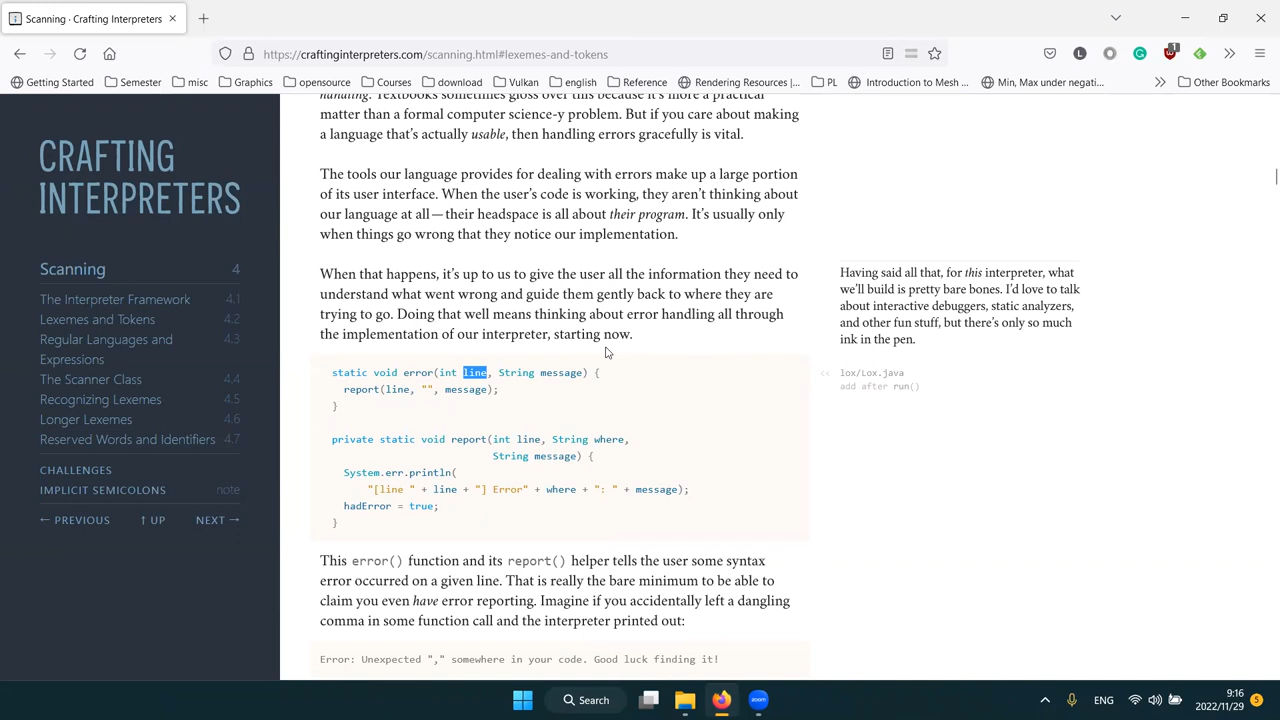 Scanning · Crafting Interpreters
https://craftinginterpreters.com/scanning.html#lexemes-and-tokens
1
Getting Started
Semester
misc
Graphics
opensource
Courses
download
Vulkan
english
Reference
Rendering Resources |...
PL
Introduction to Mesh ...
Min, Max under negati...
Other Bookmarks
CRAFTING
INTERPRETERS
Scanning 4
The Interpreter Framework 4.1
Lexemes and Tokens 4.2
Regular Languages and 4.3
Expressions
The Scanner Class 4.4
Recognizing Lexemes 4.5
Longer Lexemes 4.6
Reserved Words and Identifiers 4.7
CHALLENGES
IMPLICIT SEMICOLONS note
← PREVIOUS ↑ UP NEXT →
handling. Textbooks sometimes gloss over this because it's more a practical
matter than a formal computer science-y problem. But if you care about making
a language that's actually usable, then handling errors gracefully is vital.
The tools our language provides for dealing with errors make up a large portion
of its user interface. When the user's code is working, they aren't thinking about
our language at all—their headspace is all about their program. It's usually only
when things go wrong that they notice our implementation.
When that happens, it's up to us to give the user all the information they need to
understand what went wrong and guide them gently back to where they are
trying to go. Doing that well means thinking about error handling all through
the implementation of our interpreter, starting now.
Having said all that, for this interpreter, what
we'll build is pretty bare bones. I'd love to talk
about interactive debuggers, static analyzers,
and other fun stuff, but there's only so much
ink in the pen.
static void error(int line, String message) {
report(line, "", message);
}
private static void report(int line, String where,
String message) {
System.err.println(
"[line " + line + "] Error" + where + ": " + message);
hadError = true;
}
<< lox/Lox.java
add after run()
This error() function and its report() helper tells the user some syntax
error occurred on a given line. That is really the bare minimum to be able to
claim you even have error reporting. Imagine if you accidentally left a dangling
comma in some function call and the interpreter printed out:
Error: Unexpected "," somewhere in your code. Good luck finding it!
Search
zoom
ENG
9:16
2022/11/29
5